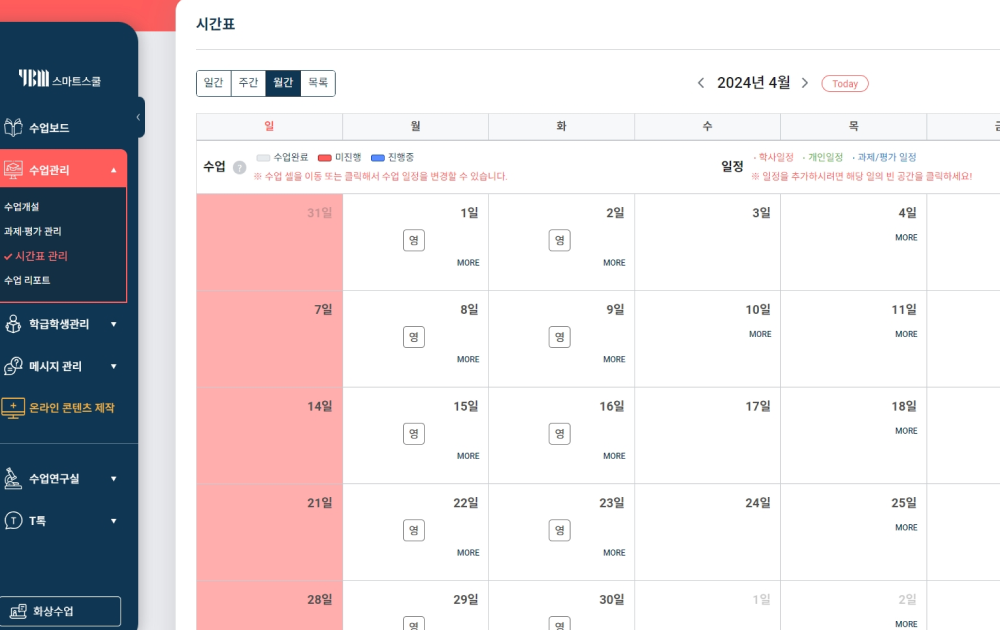 시간표
YBM 스마트스쿨
수업보드
수업관리
수업개설
과제·평가 관리
시간표 관리
수업 리포트
학급학생관리
메시지 관리
온라인 콘텐츠 제작
수업연구실
T톡
화상수업
일간 주간 월간 목록
2024년 4월 Today
일 월 화 수 목
수업 ? 수업완료 미진행 진행중
※ 수업 셀을 이동 또는 클릭해서 수업 일정을 변경할 수 있습니다.
일정 · 학사일정 · 개인일정 · 과제/평가 일정
※ 일정을 추가하시려면 해당 일의 빈 공간을 클릭하세요!
31일 1일 2일 3일 4일
영 영 MORE
MORE MORE
7일 8일 9일 10일 11일
영 영 MORE MORE
MORE MORE
14일 15일 16일 17일 18일
영 영 MORE
MORE MORE
21일 22일 23일 24일 25일
영 영 MORE
MORE MORE
28일 29일 30일 1일 2일
영 영 MORE